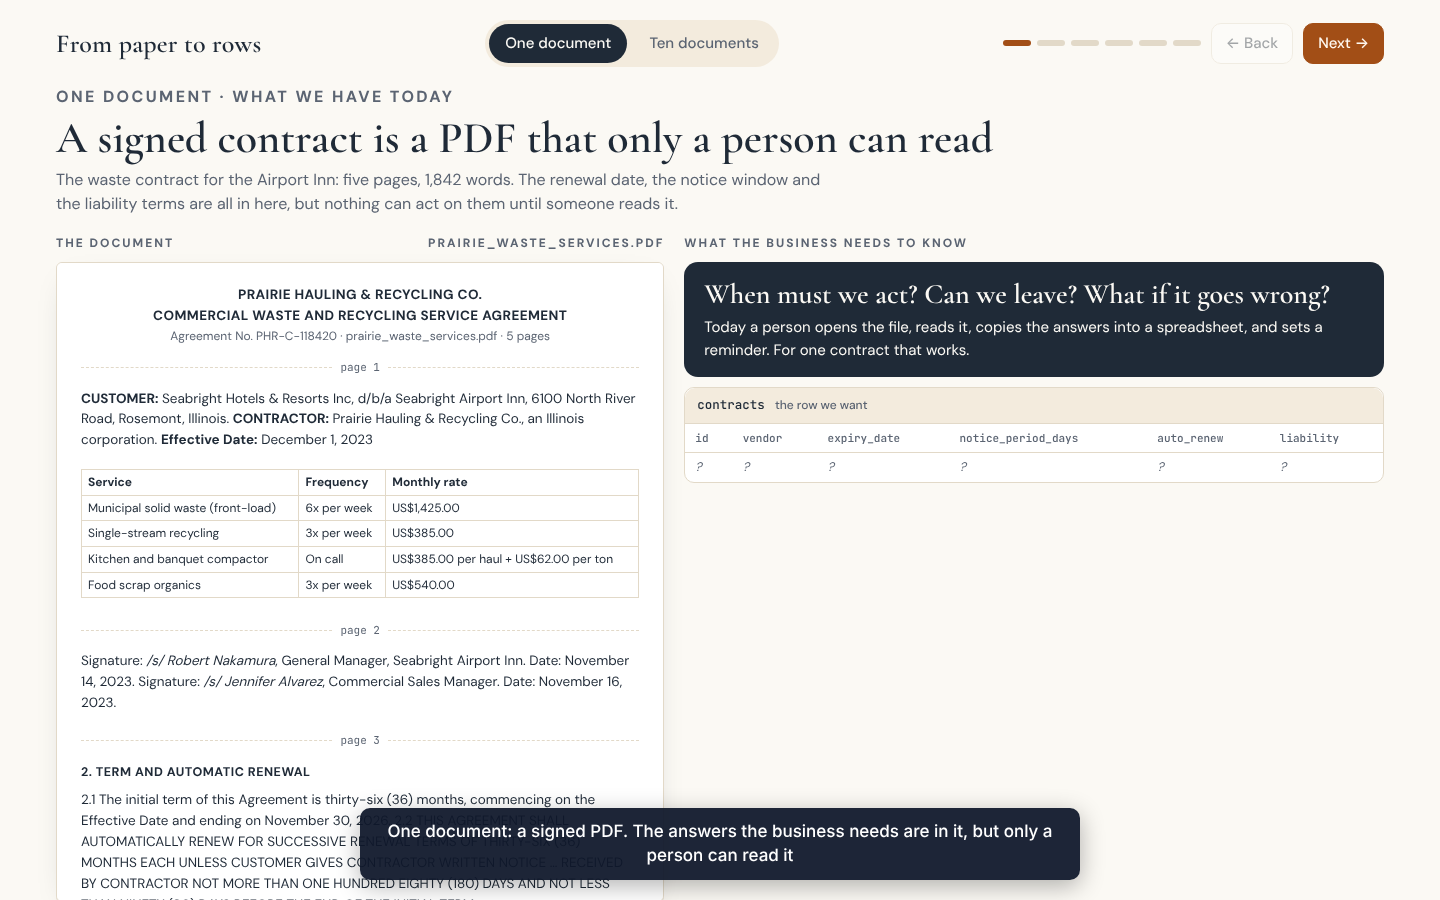 From paper to rows
One document
Ten documents
← Back
Next →
ONE DOCUMENT · WHAT WE HAVE TODAY
A signed contract is a PDF that only a person can read
The waste contract for the Airport Inn: five pages, 1,842 words. The renewal date, the notice window and
the liability terms are all in here, but nothing can act on them until someone reads it.
THE DOCUMENT
PRAIRIE_WASTE_SERVICES.PDF
PRAIRIE HAULING & RECYCLING CO.
COMMERCIAL WASTE AND RECYCLING SERVICE AGREEMENT
Agreement No. PHR-C-118420 · prairie_waste_services.pdf · 5 pages
page 1
CUSTOMER: Seabright Hotels & Resorts Inc, d/b/a Seabright Airport Inn, 6100 North River
Road, Rosemont, Illinois. CONTRACTOR: Prairie Hauling & Recycling Co., an Illinois
corporation. Effective Date: December 1, 2023
Service Frequency Monthly rate
Municipal solid waste (front-load) 6x per week US$1,425.00
Single-stream recycling 3x per week US$385.00
Kitchen and banquet compactor On call US$385.00 per haul + US$62.00 per ton
Food scrap organics 3x per week US$540.00
page 2
Signature: /s/ Robert Nakamura, General Manager, Seabright Airport Inn. Date: November
14, 2023. Signature: /s/ Jennifer Alvarez, Commercial Sales Manager. Date: November 16,
2023.
page 3
2. TERM AND AUTOMATIC RENEWAL
2.1 The initial term of this Agreement is thirty-six (36) months, commencing on the
Effective Date and ending on November 30, 2026. 2.2 THIS AGREEMENT SHALL
AUTOMATICALLY RENEW FOR SUCCESSIVE RENEWAL TERMS OF THIRTY-SIX (36)
MONTHS EACH UNLESS CUSTOMER GIVES CONTRACTOR WRITTEN NOTICE ... RECEIVED
BY CONTRACTOR NOT MORE THAN ONE HUNDRED EIGHTY (180) DAYS AND NOT LESS
WHAT THE BUSINESS NEEDS TO KNOW
When must we act? Can we leave? What if it goes wrong?
Today a person opens the file, reads it, copies the answers into a spreadsheet, and sets a
reminder. For one contract that works.
contracts the row we want
id vendor expiry_date notice_period_days auto_renew liability
? ? ? ? ? ?
One document: a signed PDF. The answers the business needs are in it, but only a
person can read it